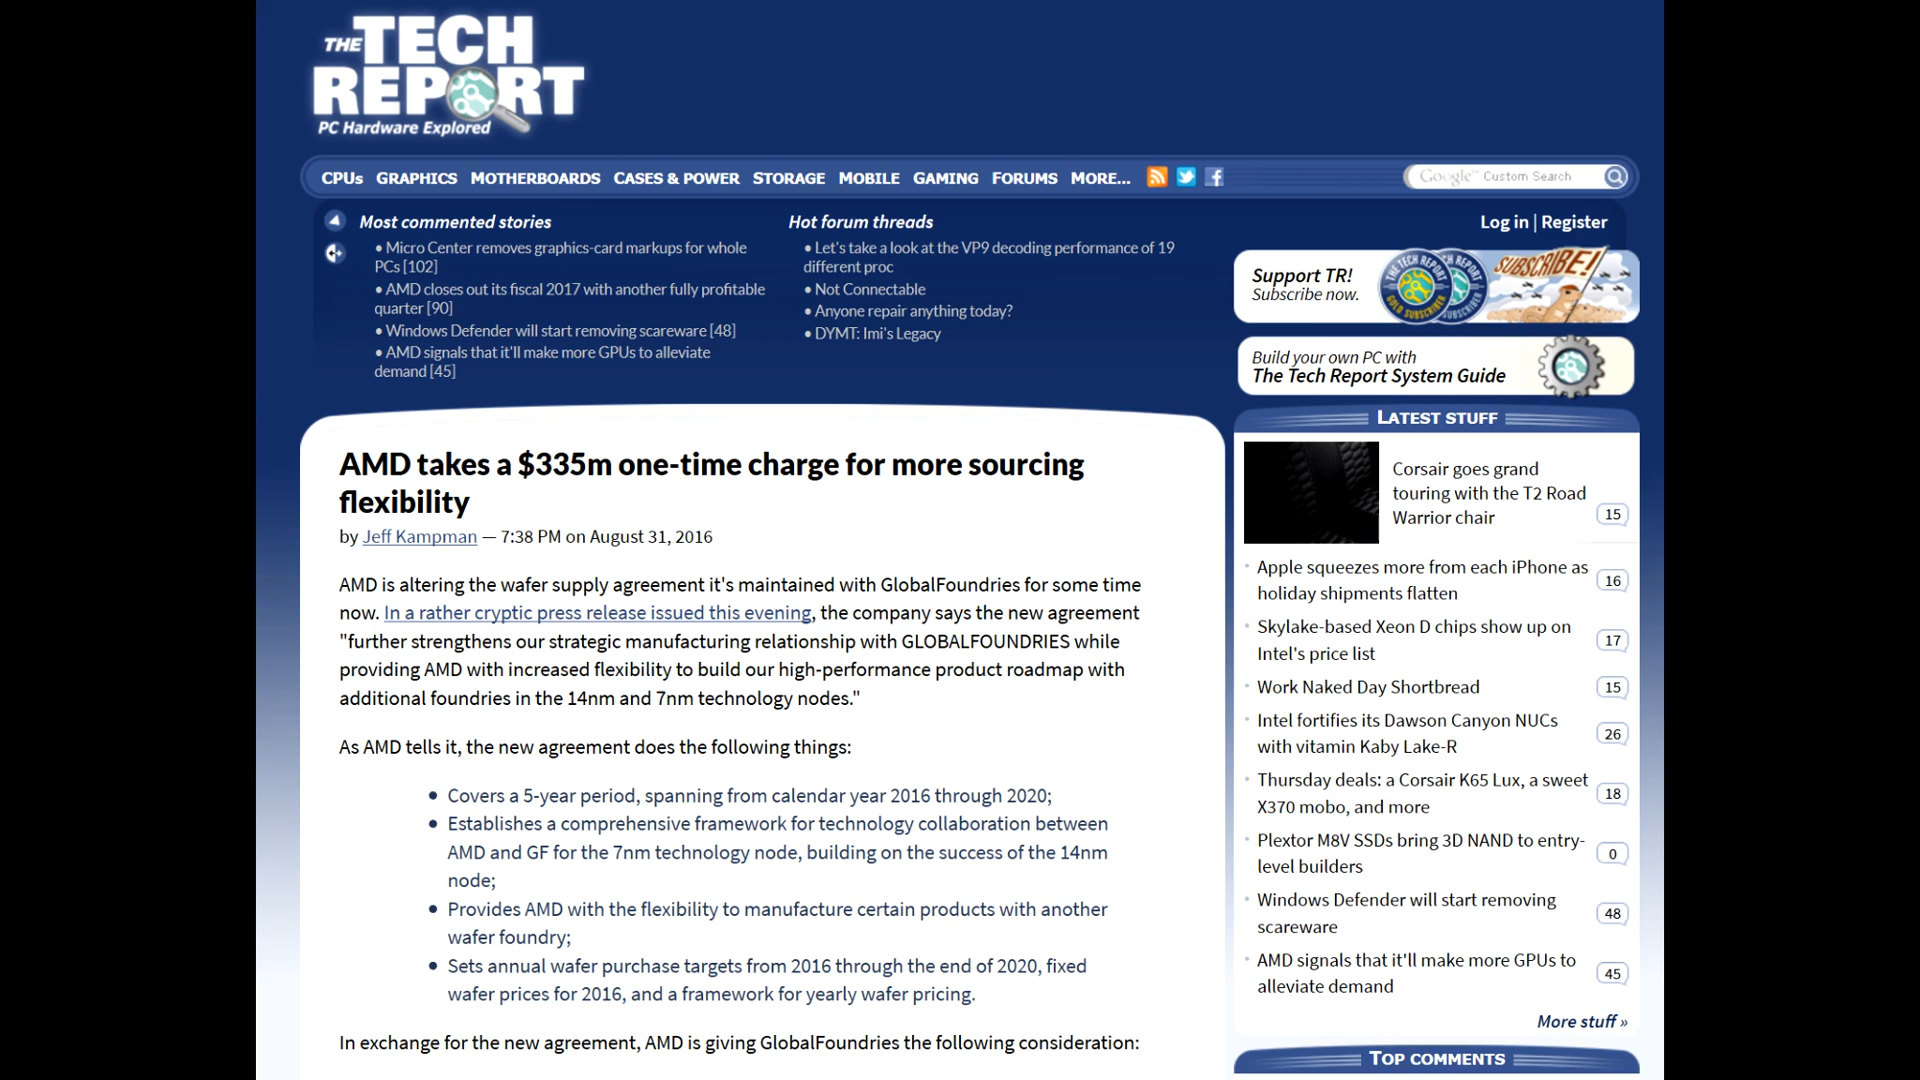 THE TECH
REPORT
PC Hardware Explored
CPUs GRAPHICS MOTHERBOARDS CASES & POWER STORAGE MOBILE GAMING FORUMS MORE...
Google™ Custom Search
Most commented stories
• Micro Center removes graphics-card markups for whole
PCs [102]
• AMD closes out its fiscal 2017 with another fully profitable
quarter [90]
• Windows Defender will start removing scareware [48]
• AMD signals that it'll make more GPUs to alleviate
demand [45]
Hot forum threads
• Let's take a look at the VP9 decoding performance of 19
different proc
• Not Connectable
• Anyone repair anything today?
• DYMT: Imi's Legacy
Log in | Register
Support TR!
Subscribe now.
THE TECH REPORT
GOLD SUBSCRIBER
SUBSCRIBE!
Build your own PC with
The Tech Report System Guide
AMD takes a $335m one-time charge for more sourcing
flexibility
by Jeff Kampman — 7:38 PM on August 31, 2016
AMD is altering the wafer supply agreement it's maintained with GlobalFoundries for some time
now. In a rather cryptic press release issued this evening, the company says the new agreement
"further strengthens our strategic manufacturing relationship with GLOBALFOUNDRIES while
providing AMD with increased flexibility to build our high-performance product roadmap with
additional foundries in the 14nm and 7nm technology nodes."
As AMD tells it, the new agreement does the following things:
• Covers a 5-year period, spanning from calendar year 2016 through 2020;
• Establishes a comprehensive framework for technology collaboration between
AMD and GF for the 7nm technology node, building on the success of the 14nm
node;
• Provides AMD with the flexibility to manufacture certain products with another
wafer foundry;
• Sets annual wafer purchase targets from 2016 through the end of 2020, fixed
wafer prices for 2016, and a framework for yearly wafer pricing.
In exchange for the new agreement, AMD is giving GlobalFoundries the following consideration:
LATEST STUFF
Corsair goes grand
touring with the T2 Road
Warrior chair 15
Apple squeezes more from each iPhone as
holiday shipments flatten 16
Skylake-based Xeon D chips show up on
Intel's price list 17
Work Naked Day Shortbread 15
Intel fortifies its Dawson Canyon NUCs
with vitamin Kaby Lake-R 26
Thursday deals: a Corsair K65 Lux, a sweet
X370 mobo, and more 18
Plextor M8V SSDs bring 3D NAND to entry-
level builders 0
Windows Defender will start removing
scareware 48
AMD signals that it'll make more GPUs to
alleviate demand 45
More stuff »
TOP COMMENTS